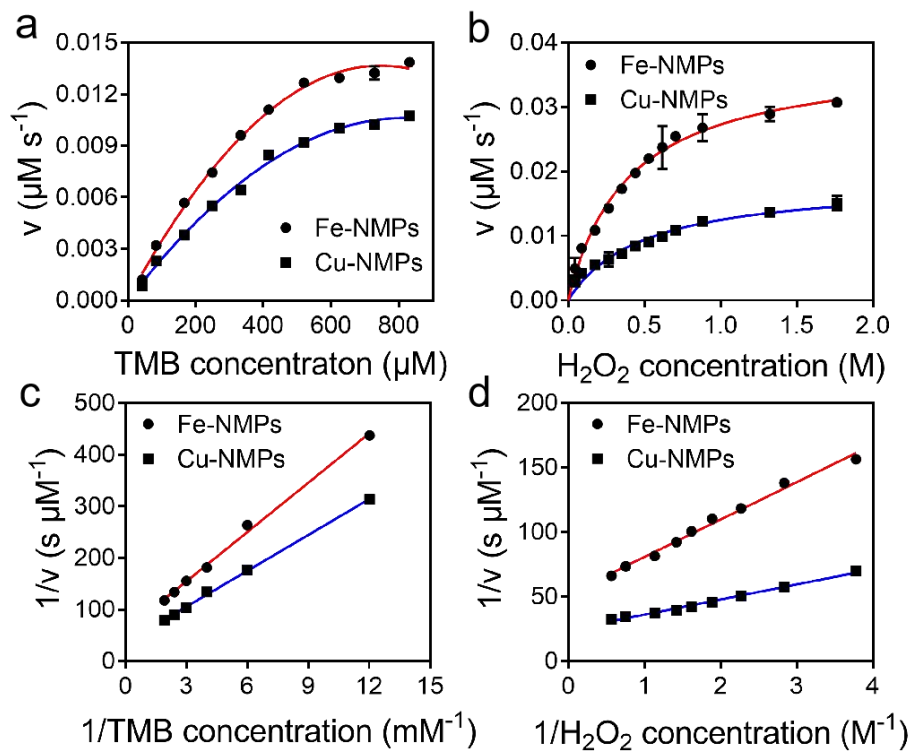 a
0.015
0.012
0.009
0.006
0.003
0.000
v (µM s⁻¹)
Fe-NMPs
Cu-NMPs
0 200 400 600 800
TMB concentraton (µM)
b
0.04
0.03
0.02
0.01
0.00
v (µM s⁻¹)
Fe-NMPs
Cu-NMPs
0.0 0.5 1.0 1.5 2.0
H₂O₂ concentration (M)
c
500
400
300
200
100
0
1/v (s µM⁻¹)
Fe-NMPs
Cu-NMPs
0 3 6 9 12 15
1/TMB concentration (mM⁻¹)
d
200
150
100
50
0
1/v (s µM⁻¹)
Fe-NMPs
Cu-NMPs
0 1 2 3 4
1/H₂O₂ concentration (M⁻¹)